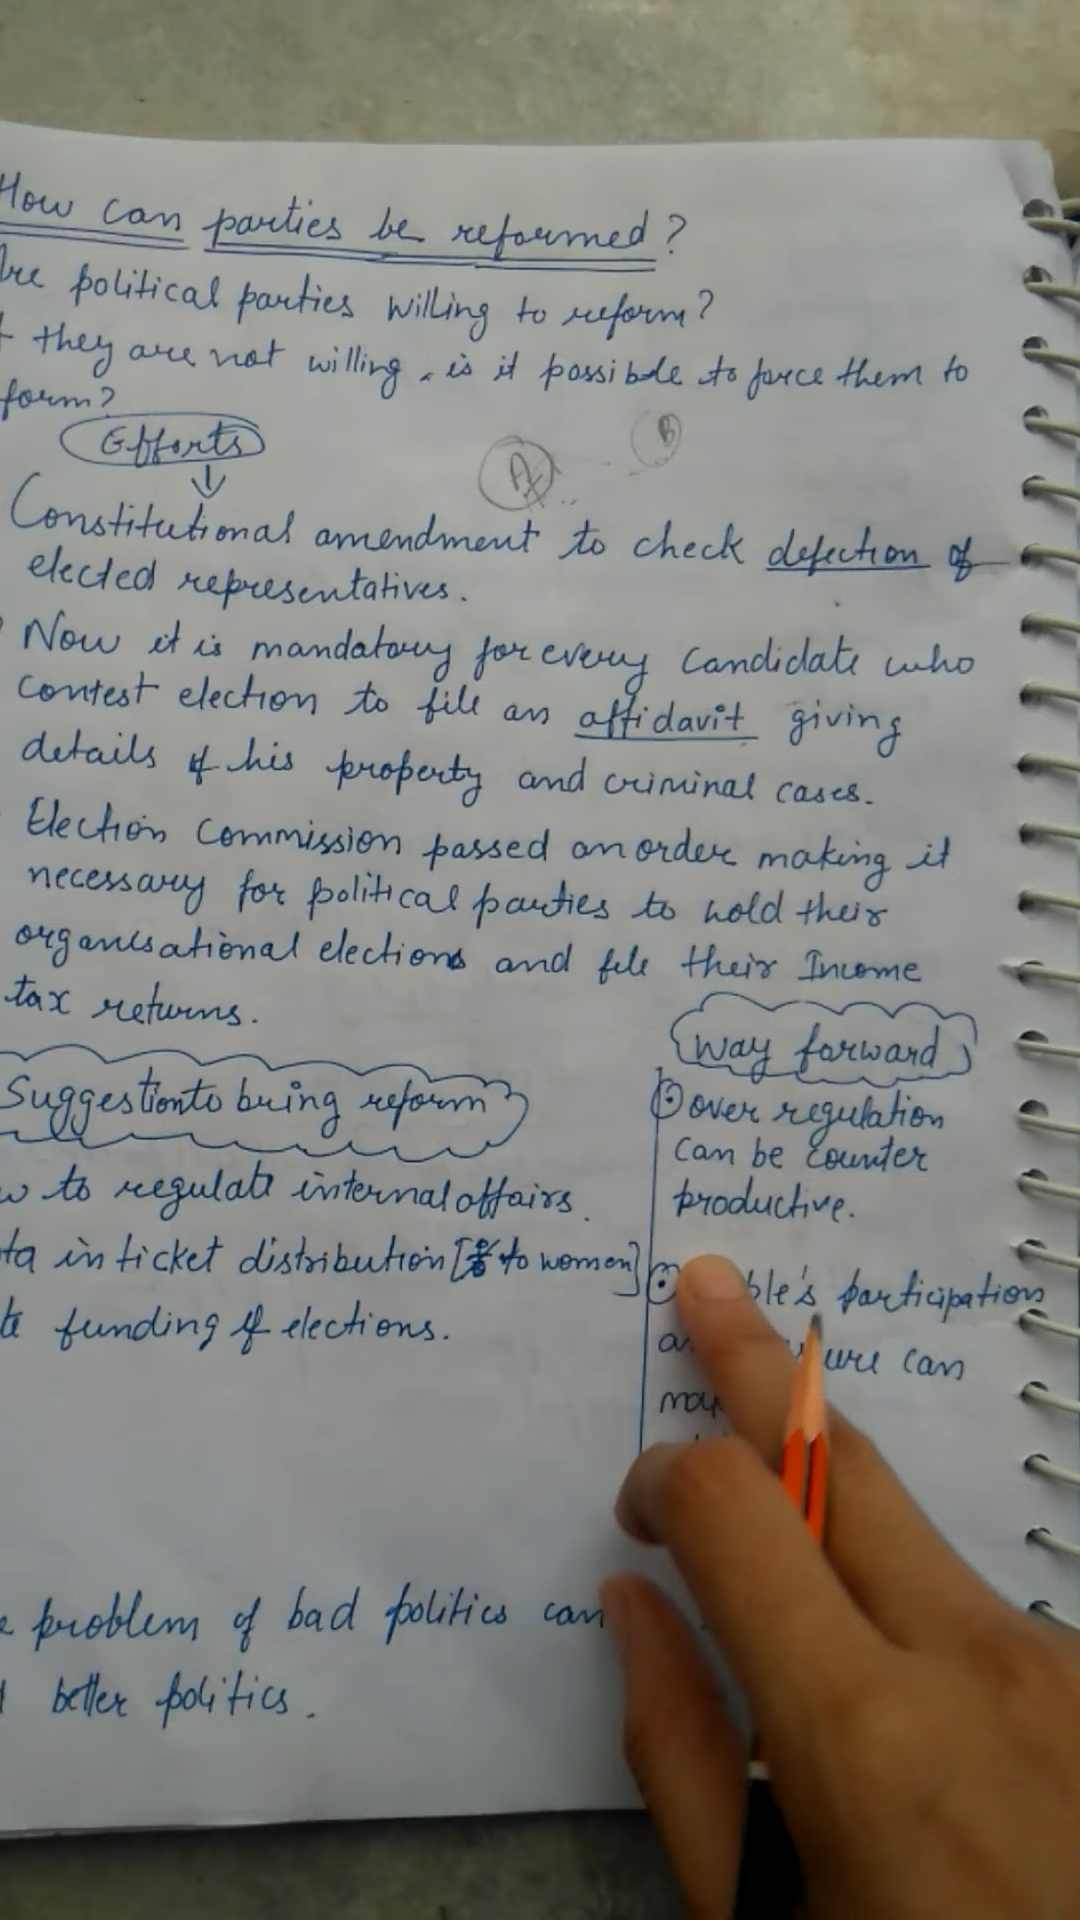 How can parties be reformed?
Are political parties willing to reform?
they are not willing, is it possible to force them to
form?
Efforts
A
B
Constitutional amendment to check defection of
elected representatives.
Now it is mandatory for every candidate who
contest election to file an affidavit giving
details of his property and criminal cases.
Election Commission passed an order making it
necessary for political parties to hold their
organisational elections and file their Income
tax returns.
Suggestion to bring reform
to regulate internal affairs.
in ticket distribution [to women]
funding of elections.
Way forward
over regulation
can be counter
productive.
ble's participation
ure can
problem of bad politics can
better politics.